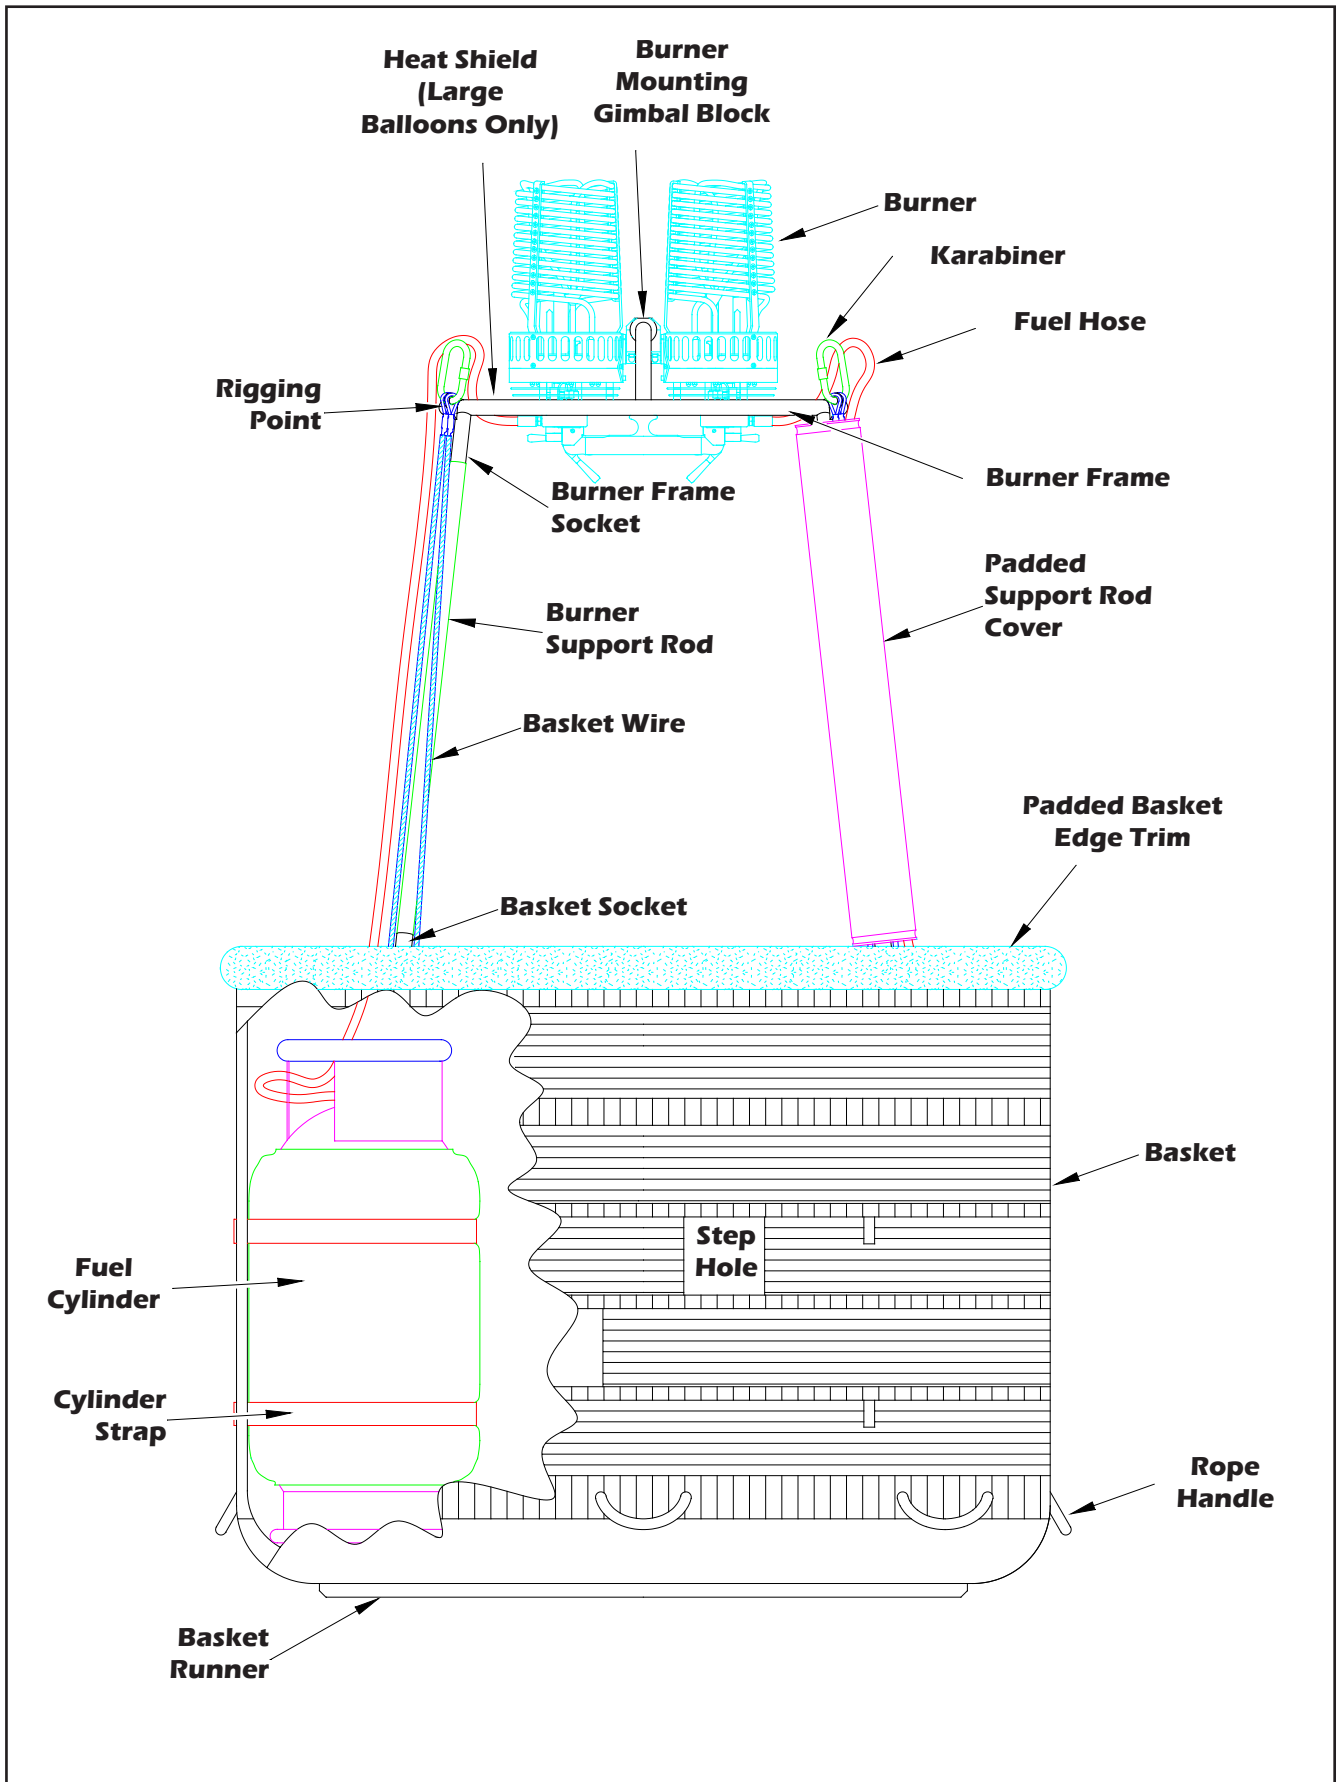 Heat Shield
(Large
Balloons Only)
Burner
Mounting
Gimbal Block
Burner
Karabiner
Fuel Hose
Rigging
Point
Burner Frame
Socket
Burner Frame
Padded
Support Rod
Cover
Burner
Support Rod
Basket Wire
Padded Basket
Edge Trim
Basket Socket
Basket
Step
Hole
Fuel
Cylinder
Cylinder
Strap
Rope
Handle
Basket
Runner